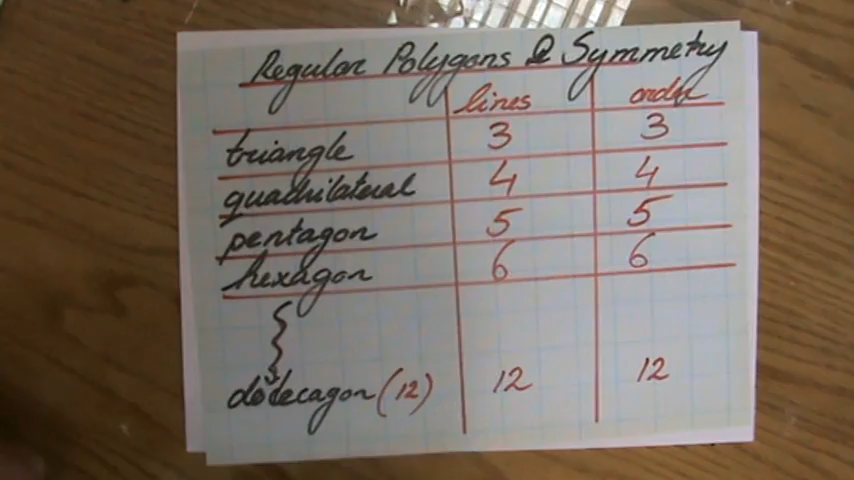 Regular Polygons & Symmetry
lines order
triangle 3 3
quadrilateral 4 4
pentagon 5 5
hexagon 6 6
dodecagon (12) 12 12